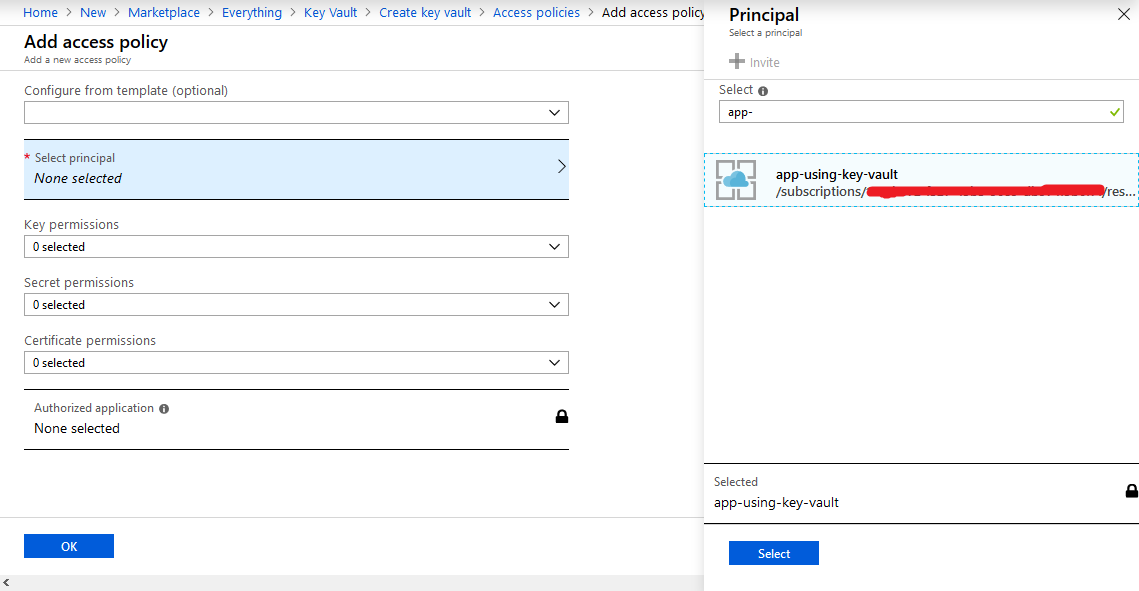 Home > New > Marketplace > Everything > Key Vault > Create key vault > Access policies > Add access policy
Add access policy
Add a new access policy
Configure from template (optional)
* Select principal
None selected
Key permissions
0 selected
Secret permissions
0 selected
Certificate permissions
0 selected
Authorized application
None selected
OK
Principal
Select a principal
Invite
Select
app-
app-using-key-vault
/subscriptions/
/res...
Selected
app-using-key-vault
Select